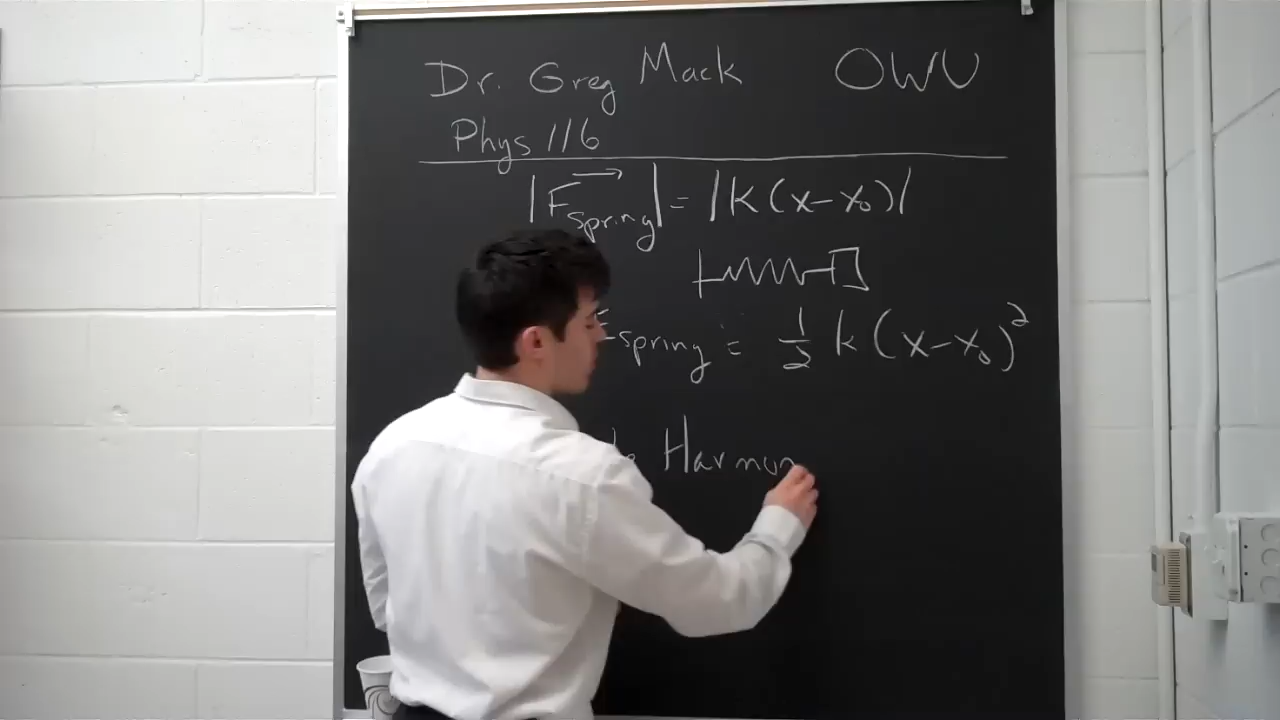 Dr. Greg Mack OWU
Phys 116
|F→spring| = |k(x-x₀)|
spring = 1/2 k(x-x₀)²
Harmon